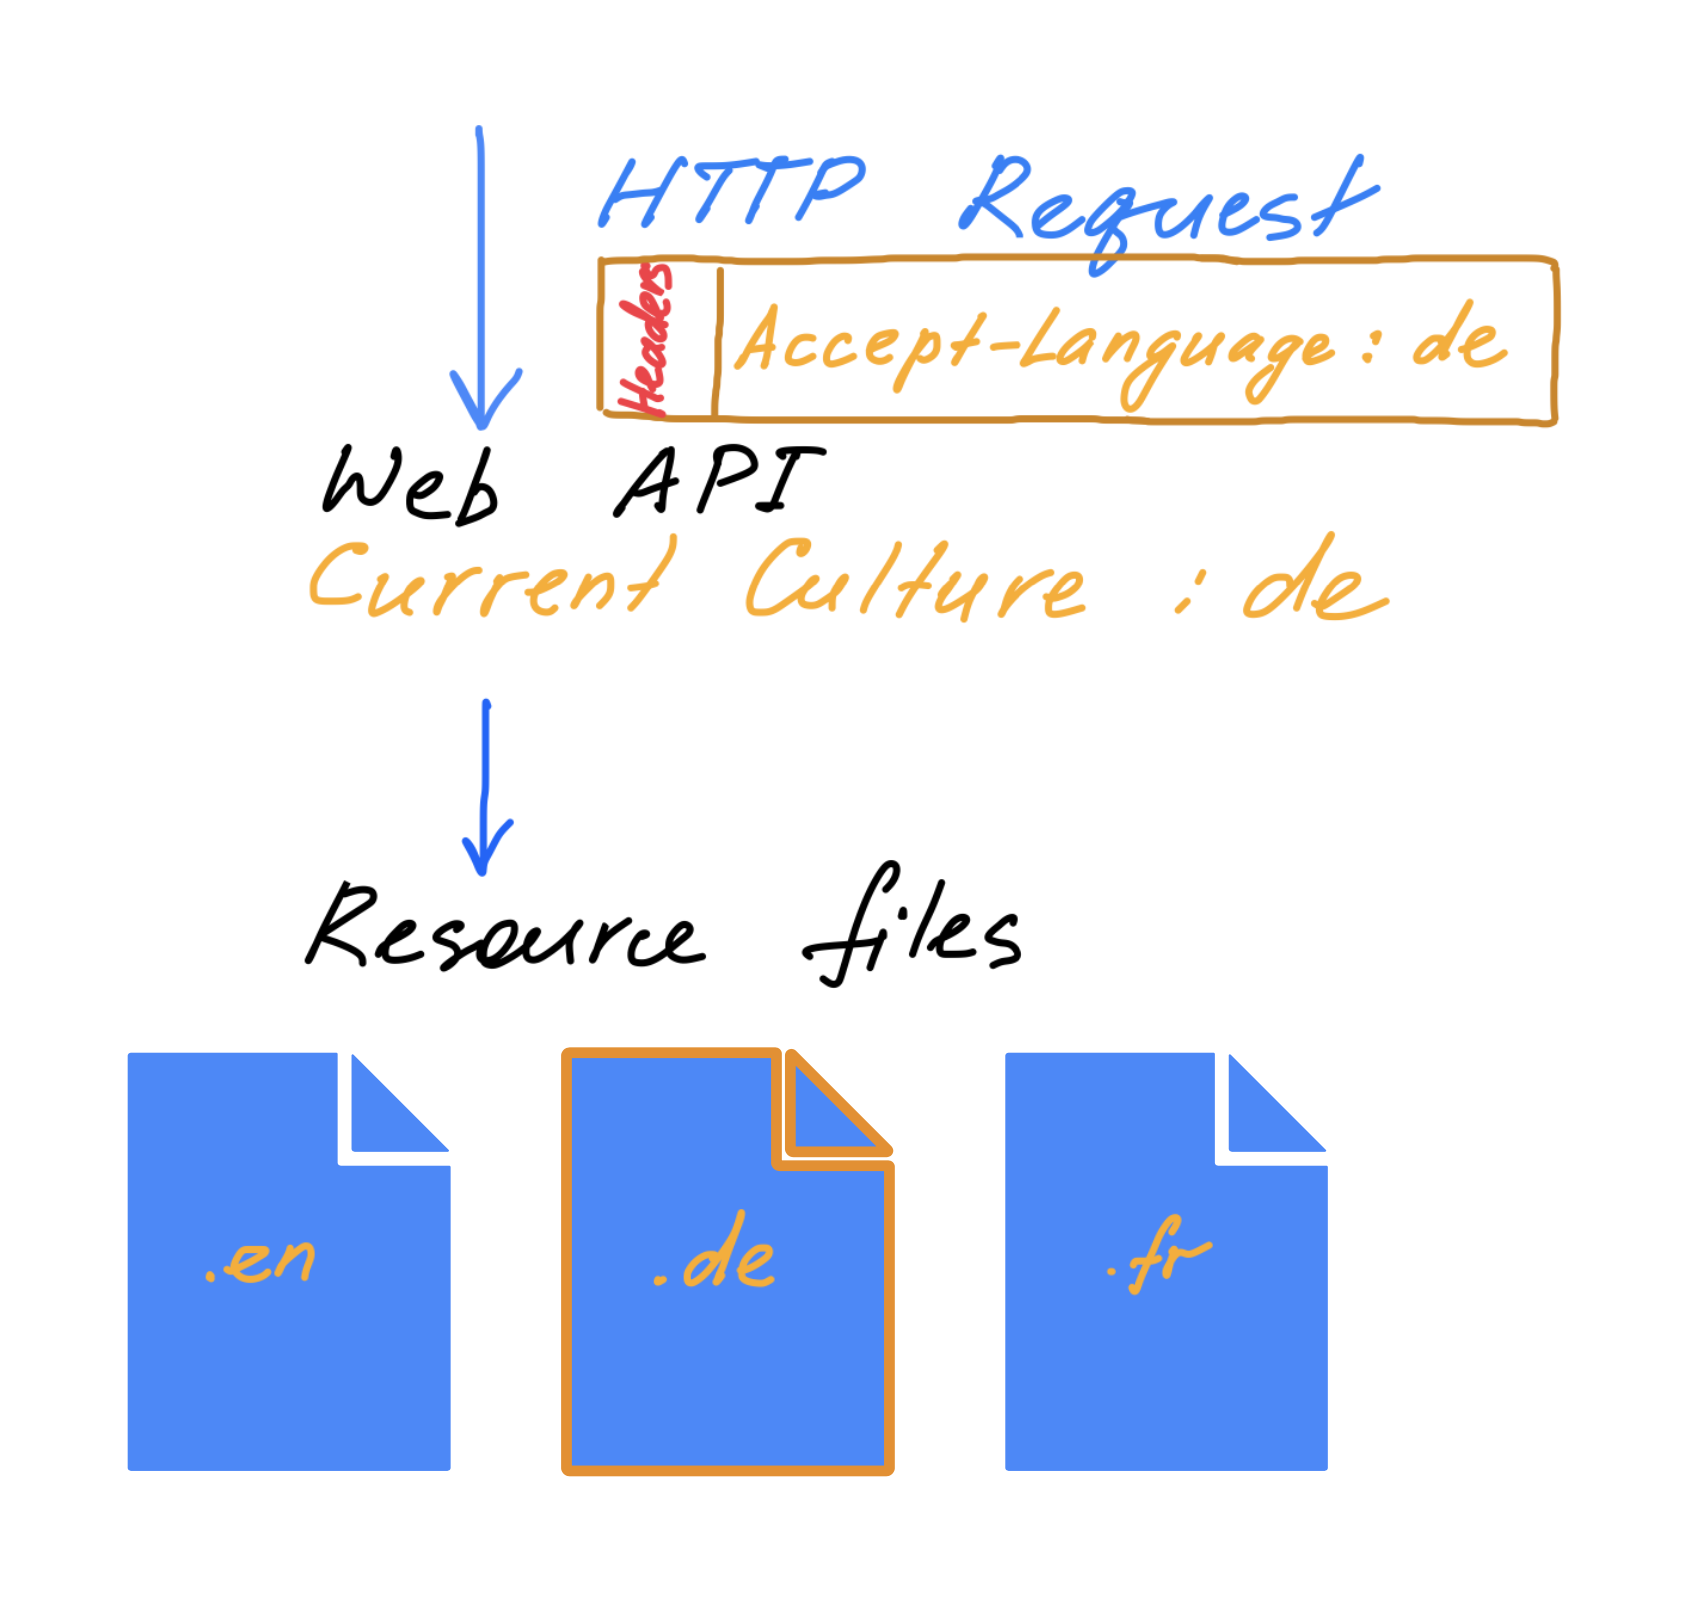 HTTP Request
Headers
Accept-Language: de
Web API
Current Culture : de
Resource files
.en
.de
.fr